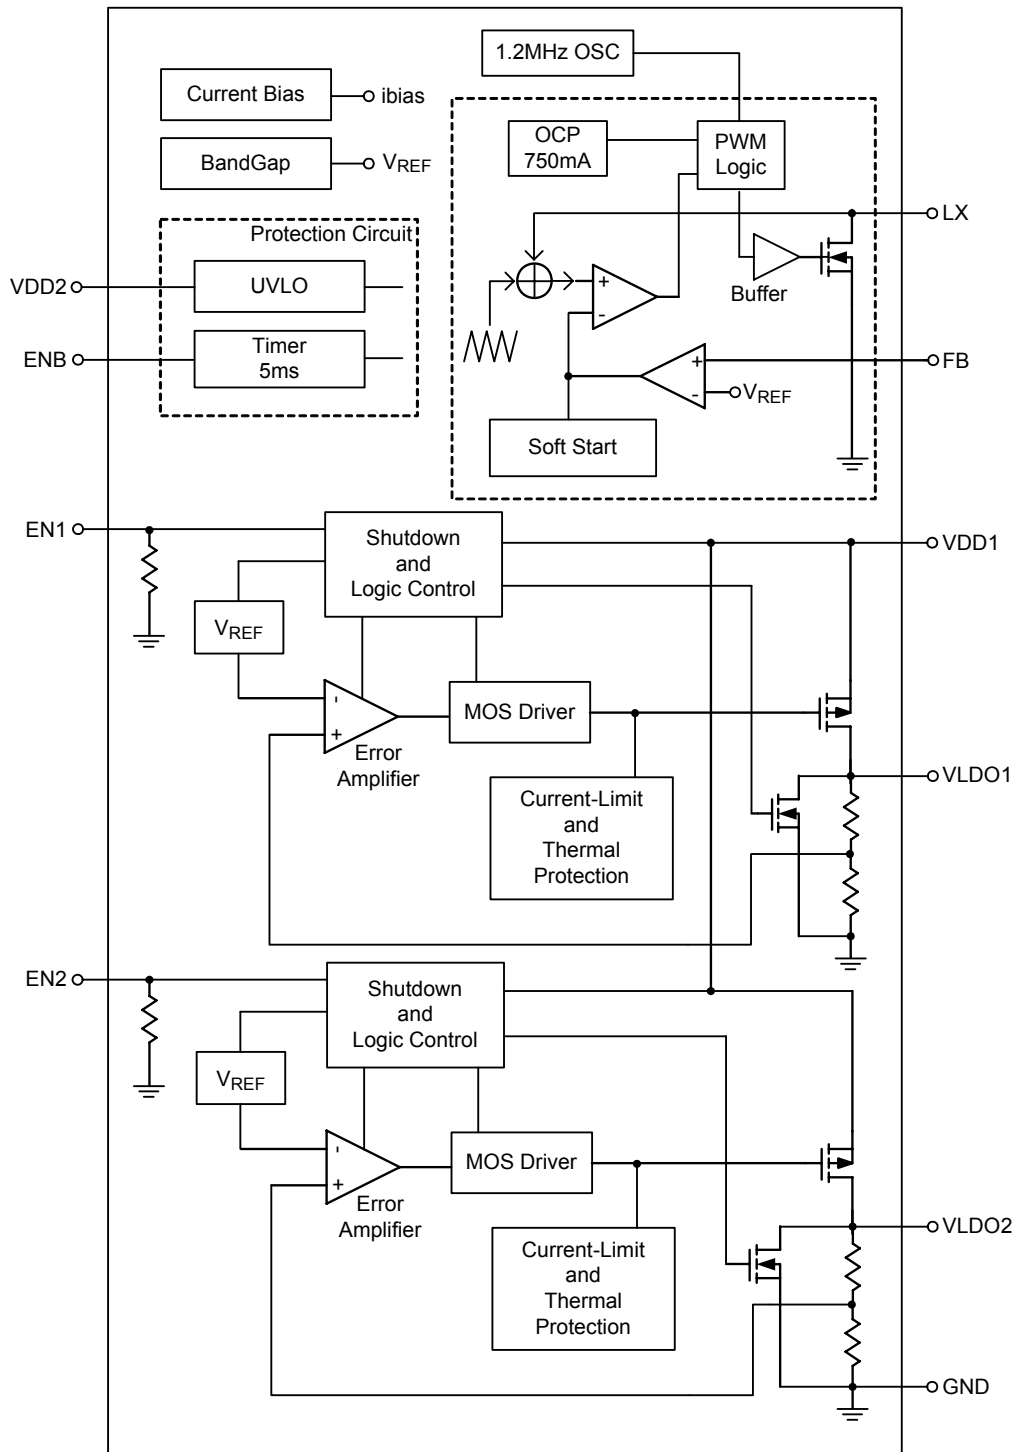 1.2MHz OSC
Current Bias
ibias
OCP
750mA
PWM
Logic
BandGap
VREF
LX
Protection Circuit
VDD2
UVLO
+
-
Buffer
ENB
Timer
5ms
+
-
FB
VREF
Soft Start
EN1
Shutdown
and
Logic Control
VDD1
VREF
-
+
MOS Driver
Error
Amplifier
VLDO1
Current-Limit
and
Thermal
Protection
EN2
Shutdown
and
Logic Control
VREF
-
+
MOS Driver
Error
Amplifier
VLDO2
Current-Limit
and
Thermal
Protection
GND